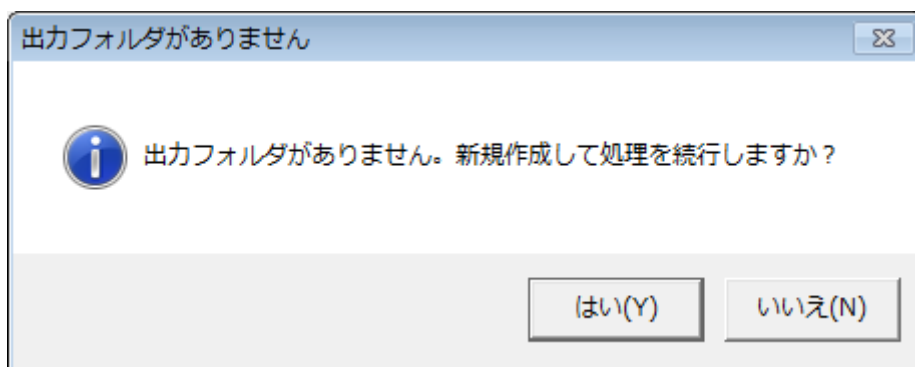 出力フォルダがありません
出力フォルダがありません。新規作成して処理を続行しますか？
はい(Y)
いいえ(N)